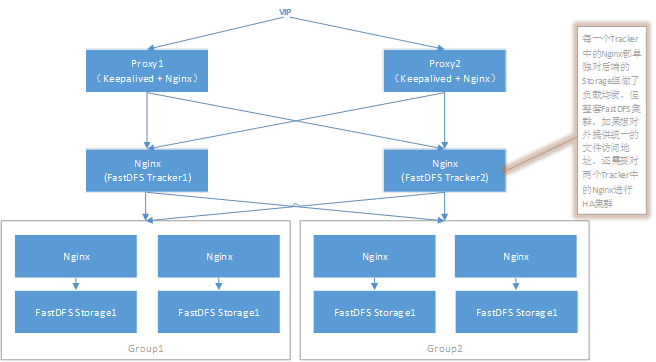 VIP
Proxy1
（Keepalived + Nginx）
Proxy2
（Keepalived + Nginx）
每一个Tracker
中的Nginx都单
独对后端的
Storage组做了
负载均衡，但
整套FastDFS集
群，如果想对
外提供统一的
文件访问地
址，还需要对
两个Tracker中
的Nginx进行
HA集群
Nginx
(FastDFS Tracker1)
Nginx
(FastDFS Tracker2)
Nginx
Nginx
Nginx
Nginx
FastDFS Storage1
FastDFS Storage1
FastDFS Storage1
FastDFS Storage1
Group1
Group2